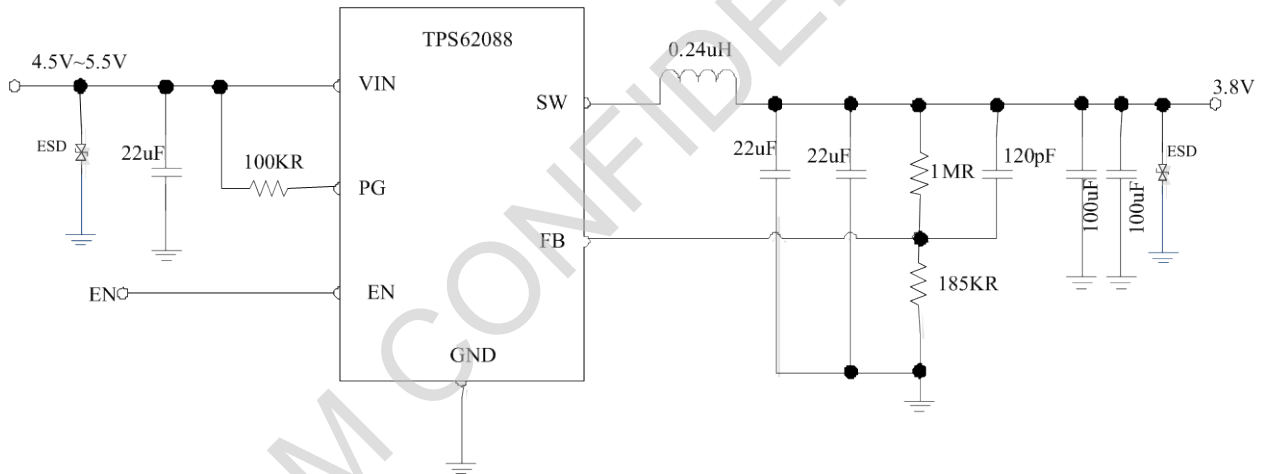 TPS62088
0.24uH
4.5V~5.5V
VIN
SW
3.8V
ESD
22uF
100KR
PG
22uF
22uF
1MR
120pF
100uF
100uF
ESD
FB
EN
EN
185KR
GND
M CONFIDE